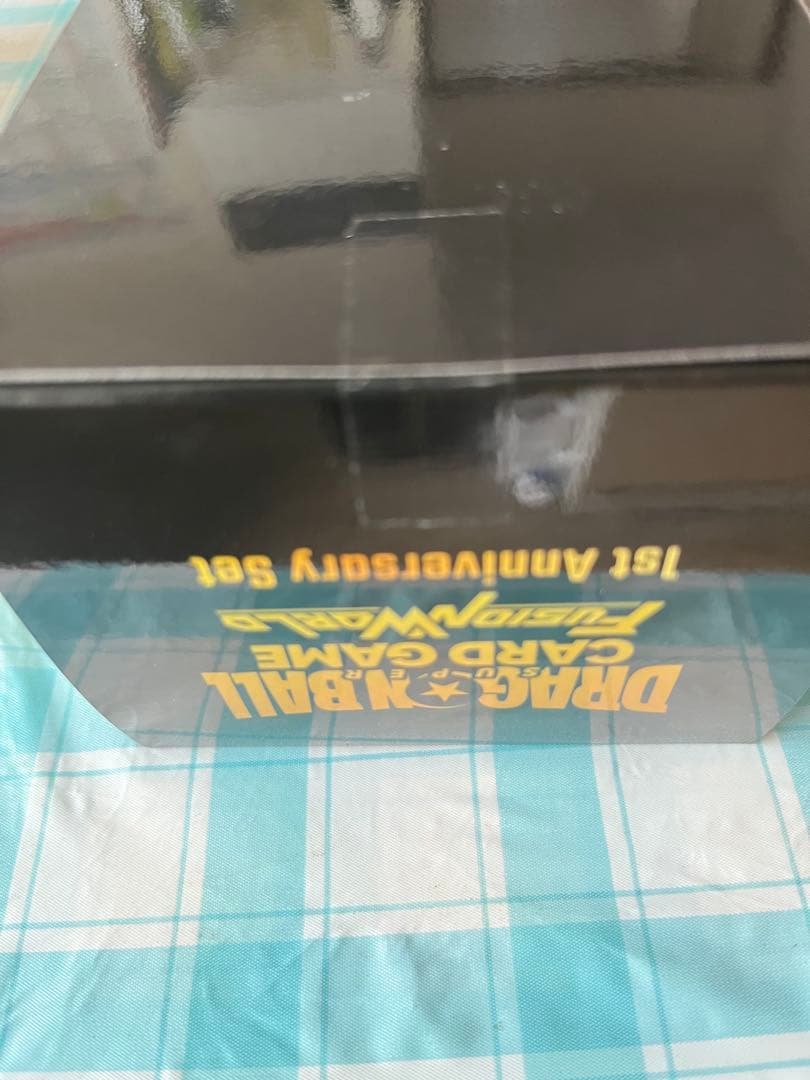 DRAGON BALL
SUPER
CARD GAME
FUSION WORLD
1st Anniversary Set